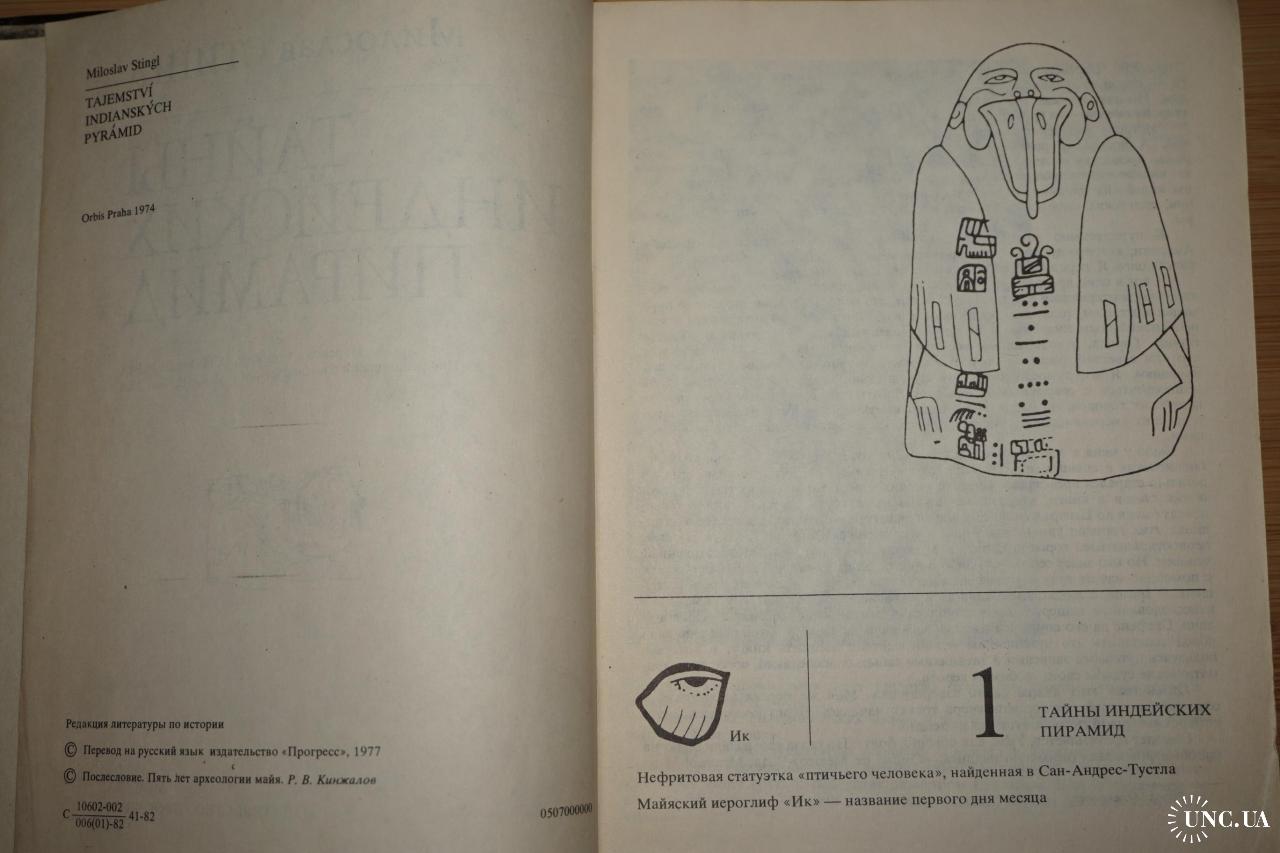 Miloslav Stingl
TAJEMSTVÍ
INDIANSKÝCH
PYRÁMID
Orbis Praha 1974
Редакция литературы по истории
© Перевод на русский язык издательство «Прогресс», 1977
© Послесловие. Пять лет археологии майя. Р. В. Кинжалов
С 10602-002 41-82
006(01)-82
0507000000
Ик
1
ТАЙНЫ ИНДЕЙСКИХ
ПИРАМИД
Нефритовая статуэтка «птичьего человека», найденная в Сан-Андрес-Тустла
Майяский иероглиф «Ик» — название первого дня месяца
UNC.UA